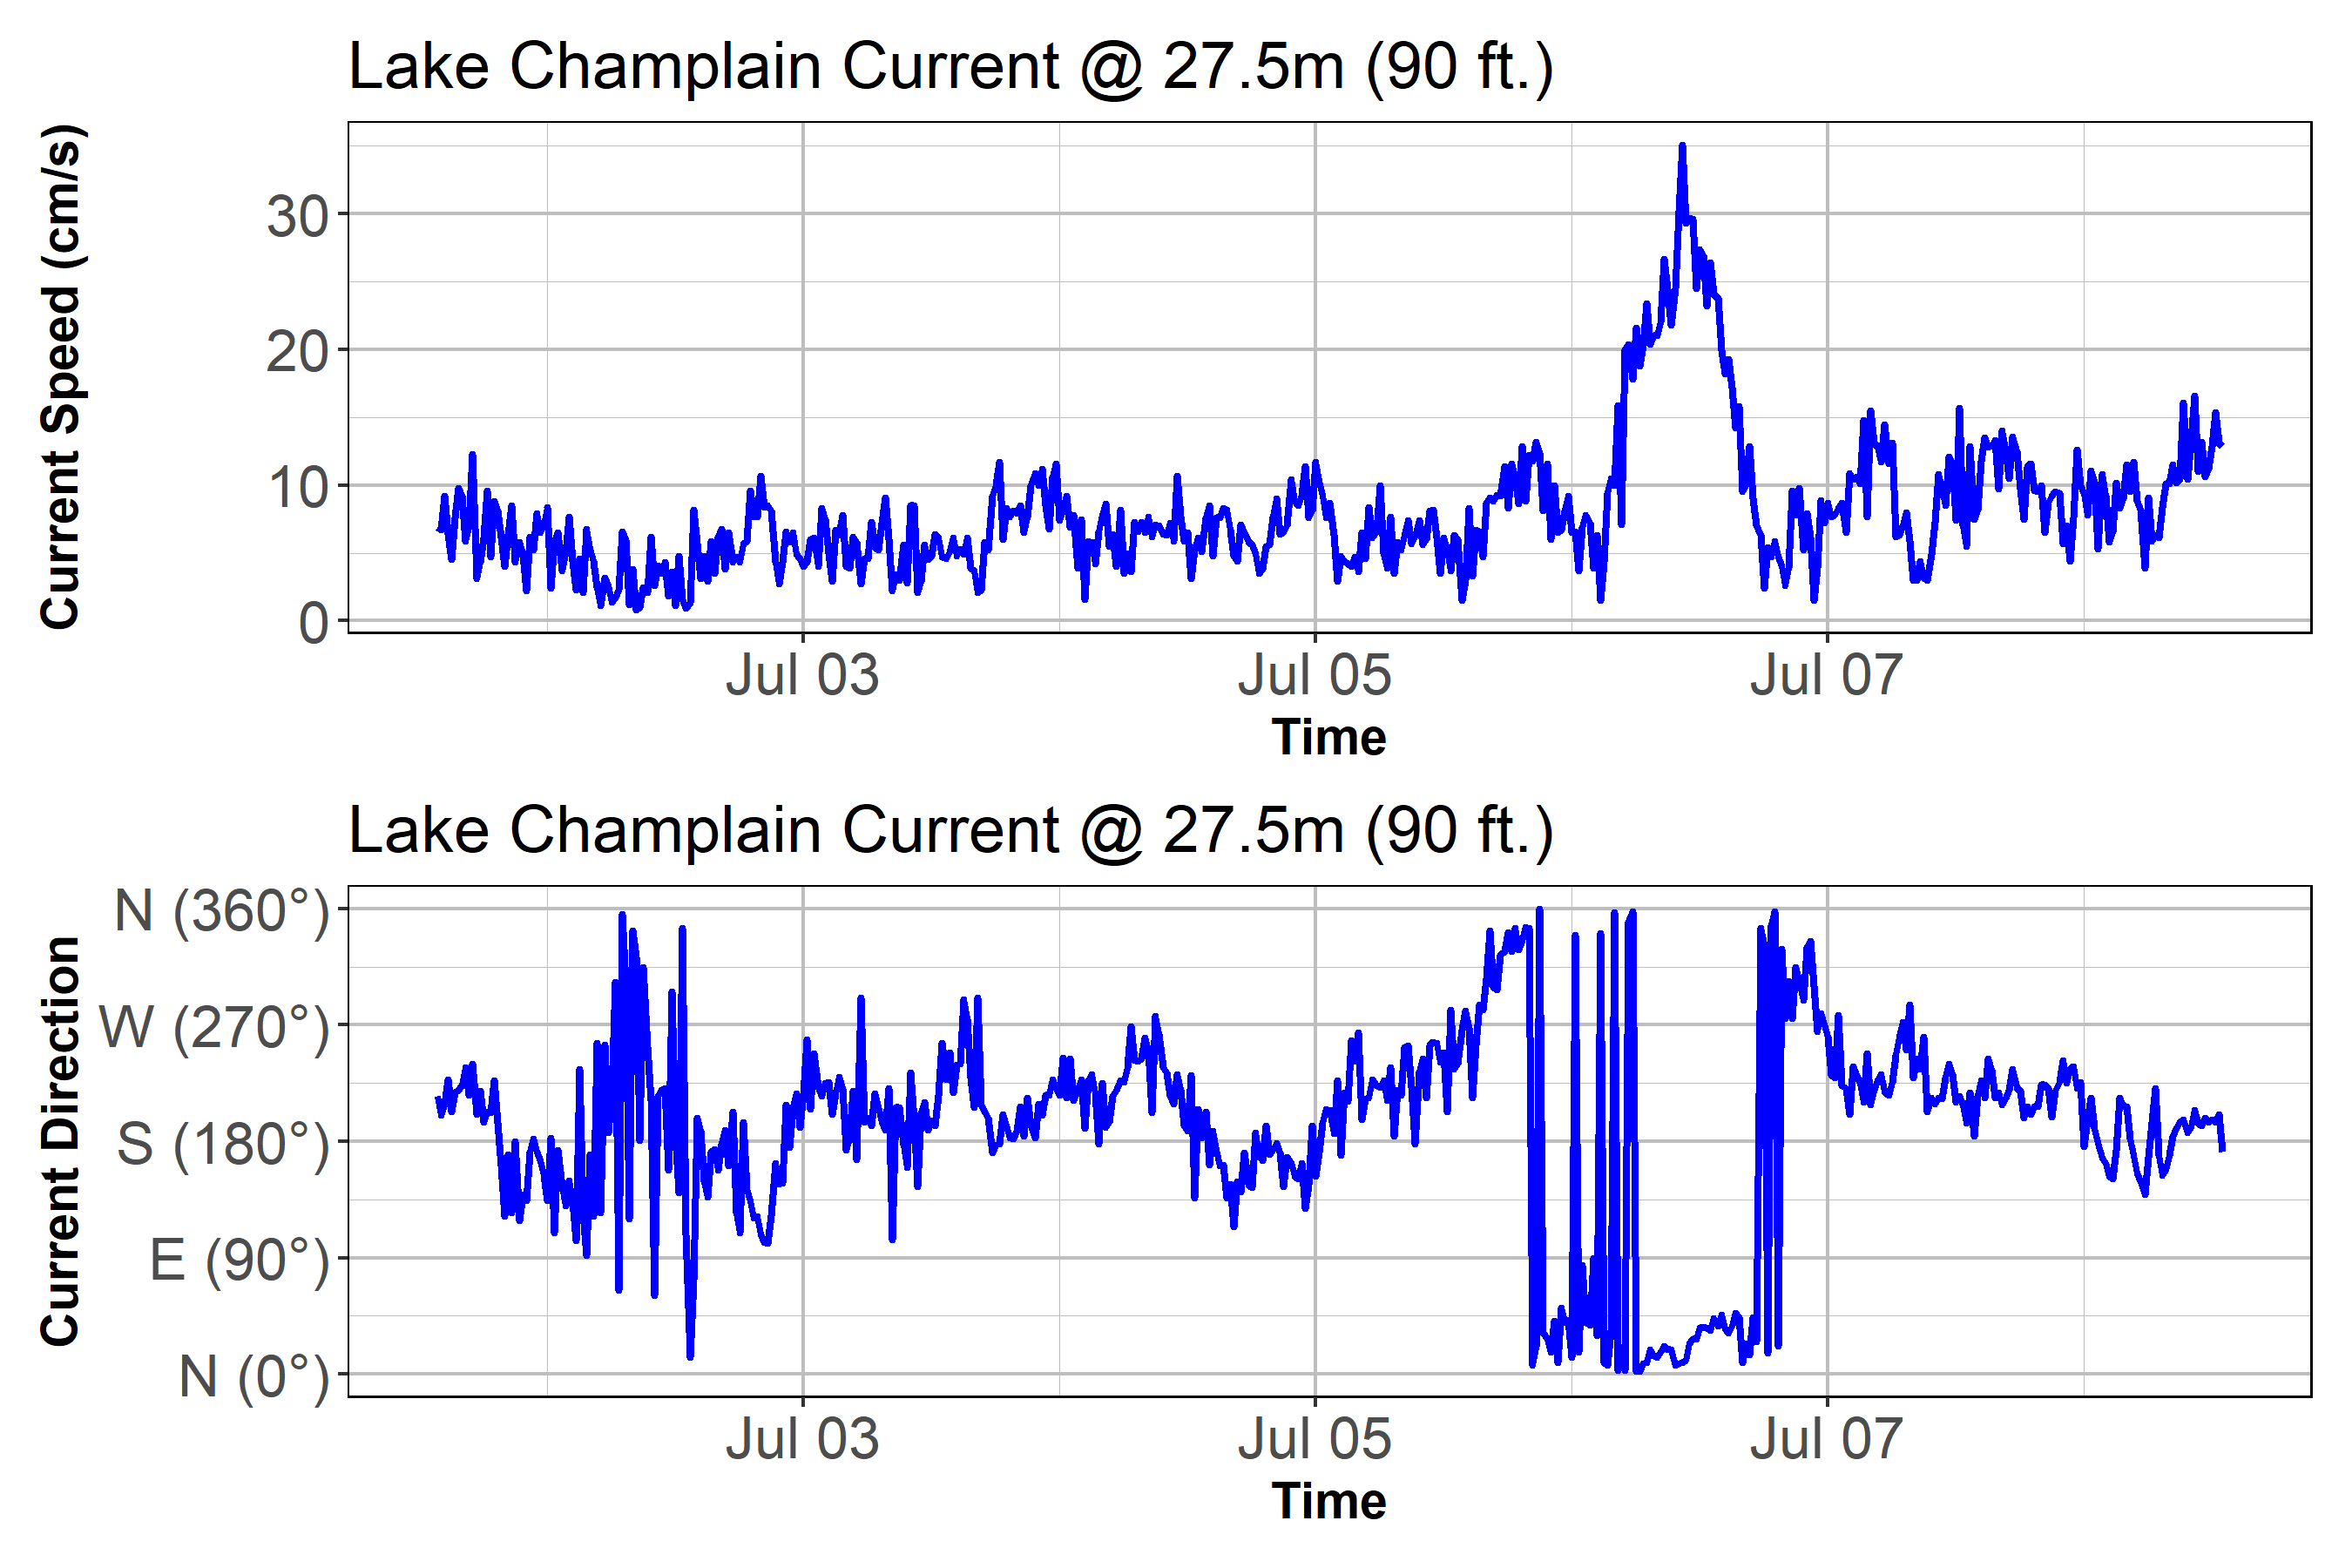 Lake Champlain Current @ 27.5m (90 ft.)
Current Speed (cm/s)
30
20
10
0
Jul 03
Jul 05
Jul 07
Time
Lake Champlain Current @ 27.5m (90 ft.)
Current Direction
N (360°)
W (270°)
S (180°)
E (90°)
N (0°)
Jul 03
Jul 05
Jul 07
Time